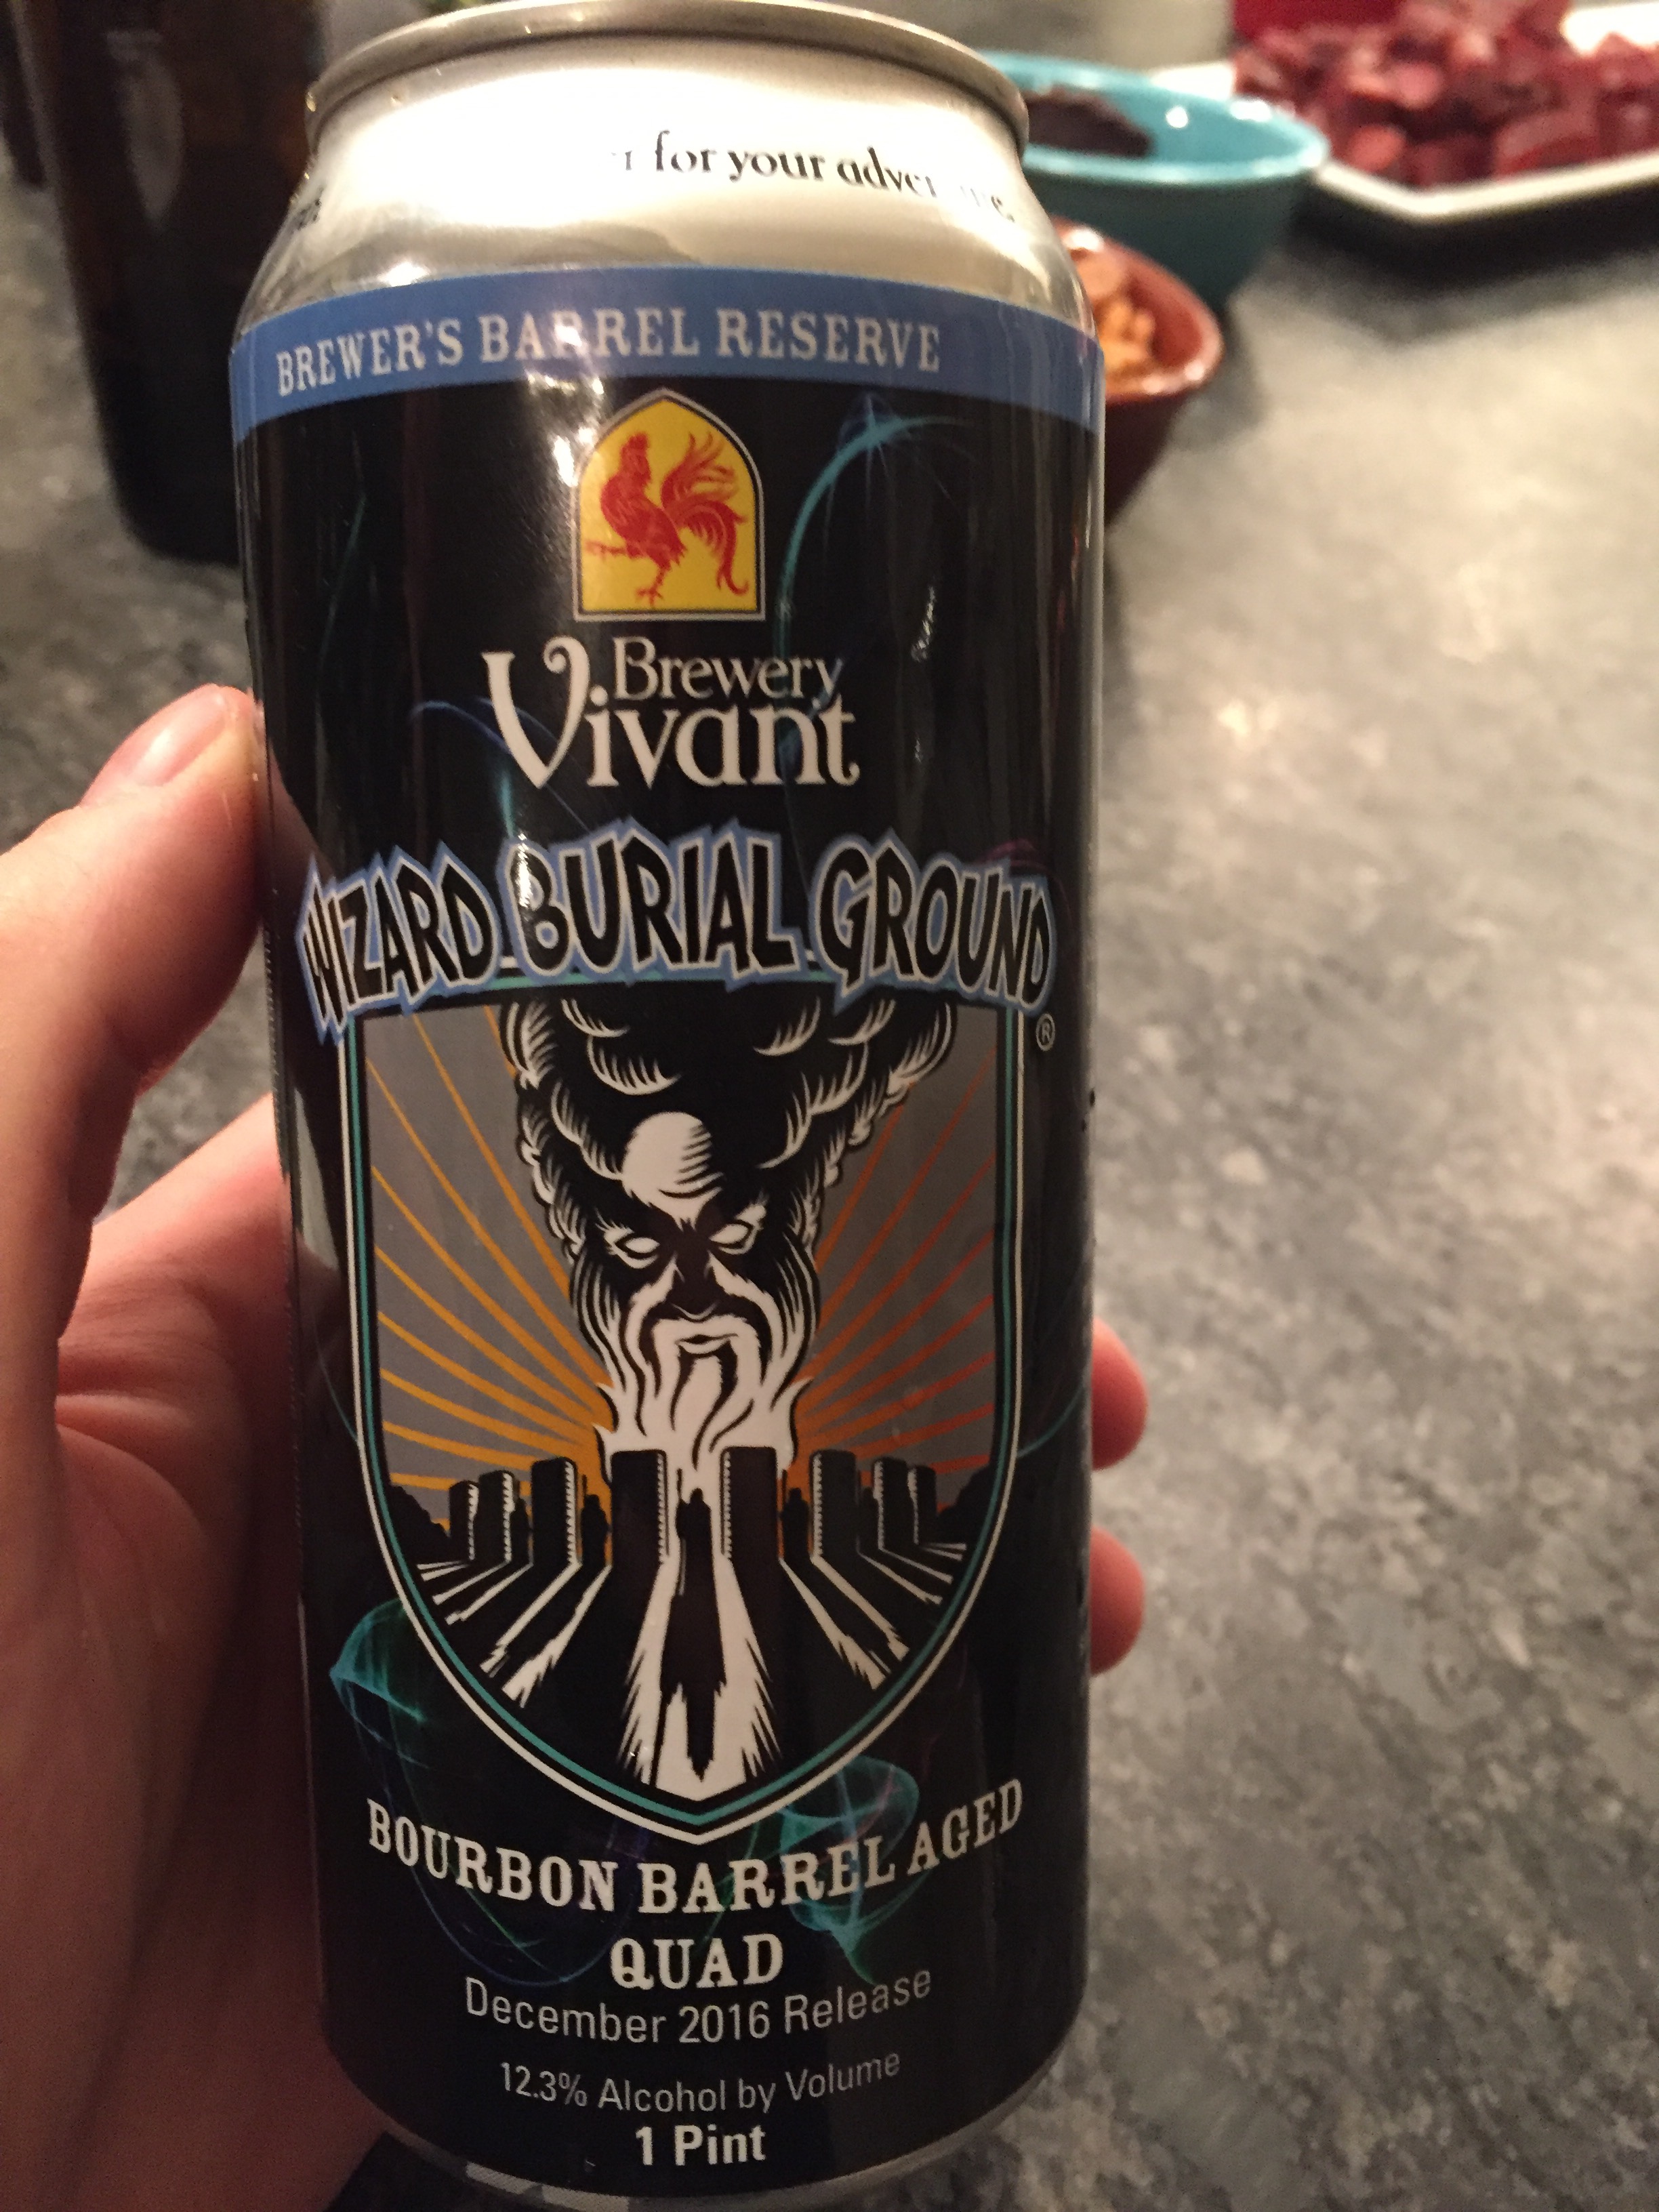 for your
BREWER'S BARREL RESERVE
Brewery
Vivant
WIZARD BURIAL GROUND
®
BOURBON BARREL AGED
QUAD
December 2016 Release
12.3% Alcohol by Volume
1 Pint